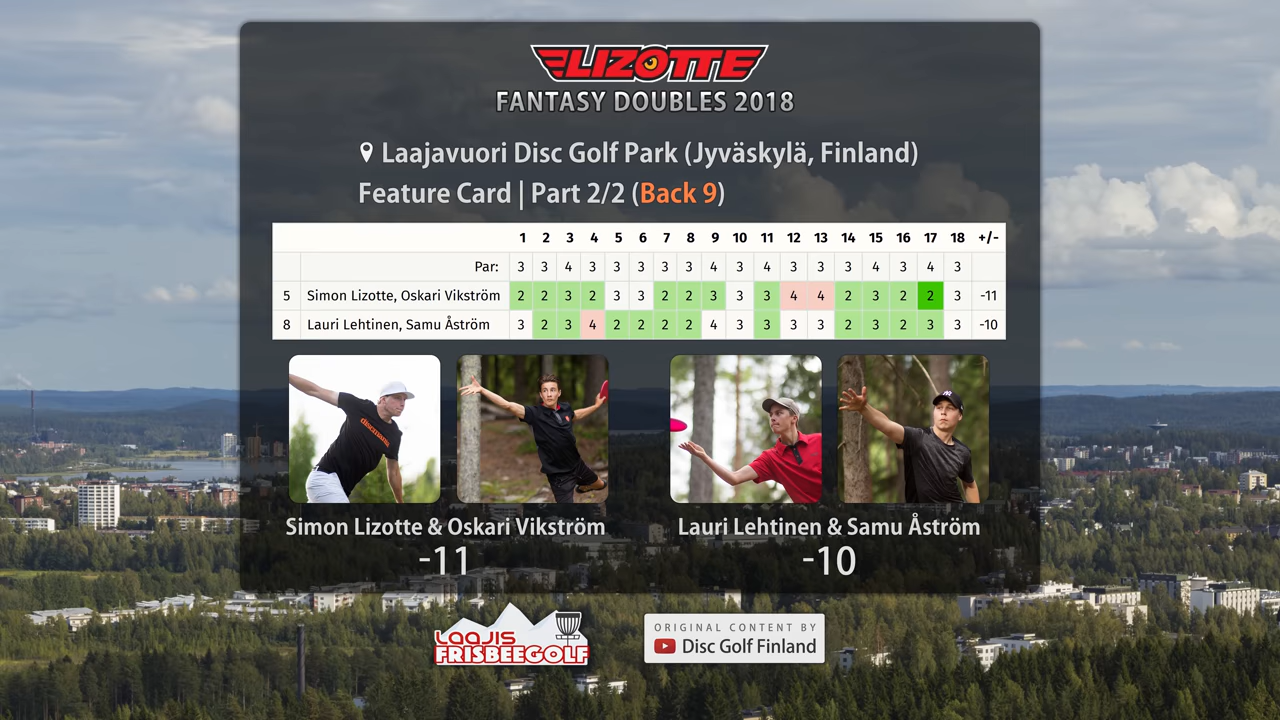 LIZOTTE
FANTASY DOUBLES 2018
Laajavuori Disc Golf Park (Jyväskylä, Finland)
Feature Card | Part 2/2 (Back 9)
1 2 3 4 5 6 7 8 9 10 11 12 13 14 15 16 17 18 +/-
Par: 3 3 4 3 3 3 3 3 4 3 4 3 3 3 4 3 4 3
5 Simon Lizotte, Oskari Vikström 2 2 3 2 3 3 2 2 3 3 3 4 4 2 3 2 2 3 -11
8 Lauri Lehtinen, Samu Åström 3 2 3 4 2 2 2 2 4 3 3 3 3 2 3 2 3 3 -10
discmania
Simon Lizotte & Oskari Vikström
-11
Lauri Lehtinen & Samu Åström
-10
LAAJIS
FRISBEEGOLF
ORIGINAL CONTENT BY
Disc Golf Finland